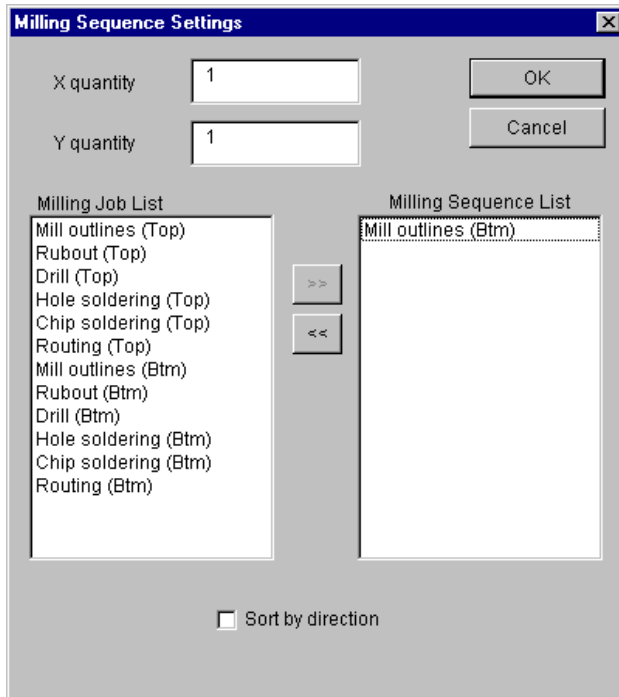 Milling Sequence Settings
X quantity
1
OK
Y quantity
1
Cancel
Milling Job List
Mill outlines (Top)
Rubout (Top)
Drill (Top)
Hole soldering (Top)
Chip soldering (Top)
Routing (Top)
Mill outlines (Btm)
Rubout (Btm)
Drill (Btm)
Hole soldering (Btm)
Chip soldering (Btm)
Routing (Btm)
>>
<<
Milling Sequence List
Mill outlines (Btm)
Sort by direction